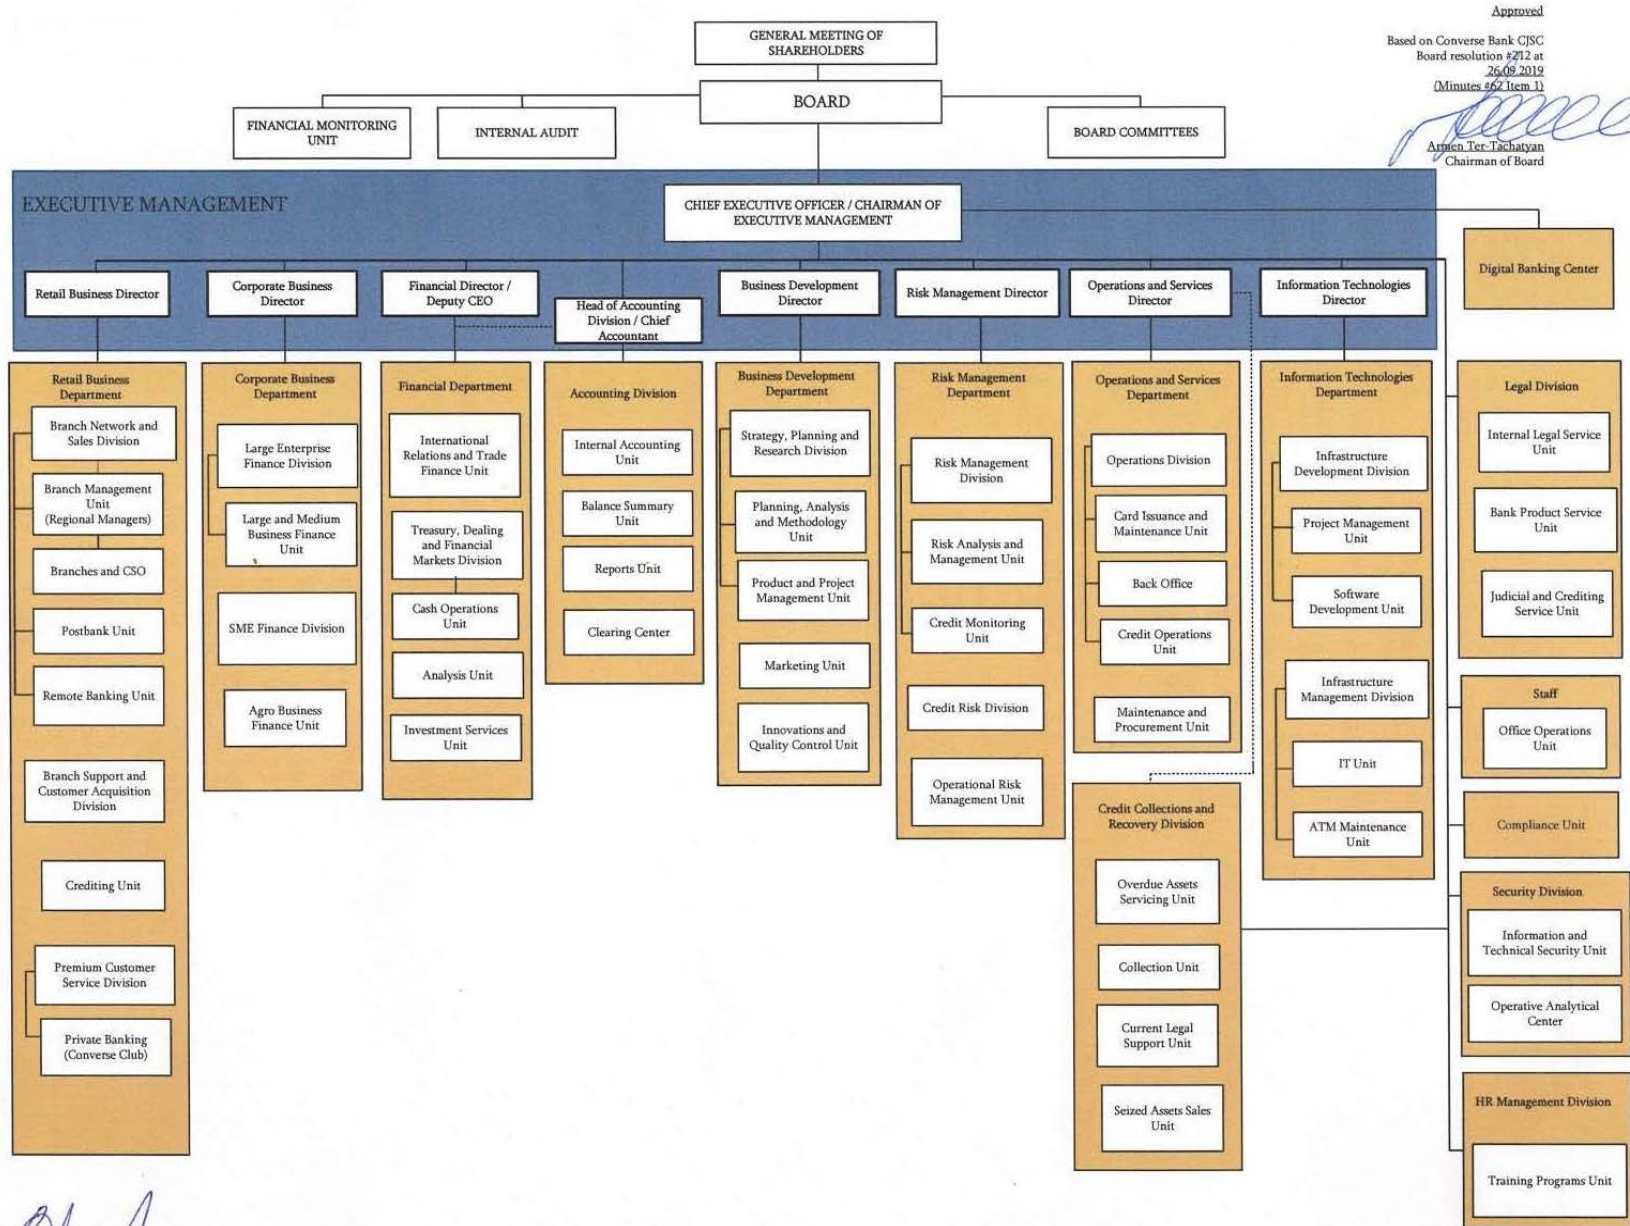 Approved
Based on Converse Bank CJSC
Board resolution #212 at
26.09.2019
(Minutes #62 Item 1)
Armen Ter-Tachatyan
Chairman of Board
GENERAL MEETING OF
SHAREHOLDERS
BOARD
FINANCIAL MONITORING
UNIT
INTERNAL AUDIT
BOARD COMMITTEES
EXECUTIVE MANAGEMENT
CHIEF EXECUTIVE OFFICER / CHAIRMAN OF
EXECUTIVE MANAGEMENT
Digital Banking Center
Retail Business Director
Corporate Business
Director
Financial Director /
Deputy CEO
Head of Accounting
Division / Chief
Accountant
Business Development
Director
Risk Management Director
Operations and Services
Director
Information Technologies
Director
Retail Business
Department
Branch Network and
Sales Division
Branch Management
Unit
(Regional Managers)
Branches and CSO
Postbank Unit
Remote Banking Unit
Branch Support and
Customer Acquisition
Division
Crediting Unit
Premium Customer
Service Division
Private Banking
(Converse Club)
Corporate Business
Department
Large Enterprise
Finance Division
Large and Medium
Business Finance
Unit
SME Finance Division
Agro Business
Finance Unit
Financial Department
International
Relations and Trade
Finance Unit
Treasury, Dealing
and Financial
Markets Division
Cash Operations
Unit
Analysis Unit
Investment Services
Unit
Accounting Division
Internal Accounting
Unit
Balance Summary
Unit
Reports Unit
Clearing Center
Business Development
Department
Strategy, Planning and
Research Division
Planning, Analysis
and Methodology
Unit
Product and Project
Management Unit
Marketing Unit
Innovations and
Quality Control Unit
Risk Management
Department
Risk Management
Division
Risk Analysis and
Management Unit
Credit Monitoring
Unit
Credit Risk Division
Operational Risk
Management Unit
Operations and Services
Department
Operations Division
Card Issuance and
Maintenance Unit
Back Office
Credit Operations
Unit
Maintenance and
Procurement Unit
Credit Collections and
Recovery Division
Overdue Assets
Servicing Unit
Collection Unit
Current Legal
Support Unit
Seized Assets Sales
Unit
Information Technologies
Department
Infrastructure
Development Division
Project Management
Unit
Software
Development Unit
Infrastructure
Management Division
IT Unit
ATM Maintenance
Unit
Legal Division
Internal Legal Service
Unit
Bank Product Service
Unit
Judicial and Crediting
Service Unit
Staff
Office Operations
Unit
Compliance Unit
Security Division
Information and
Technical Security Unit
Operative Analytical
Center
HR Management Division
Training Programs Unit